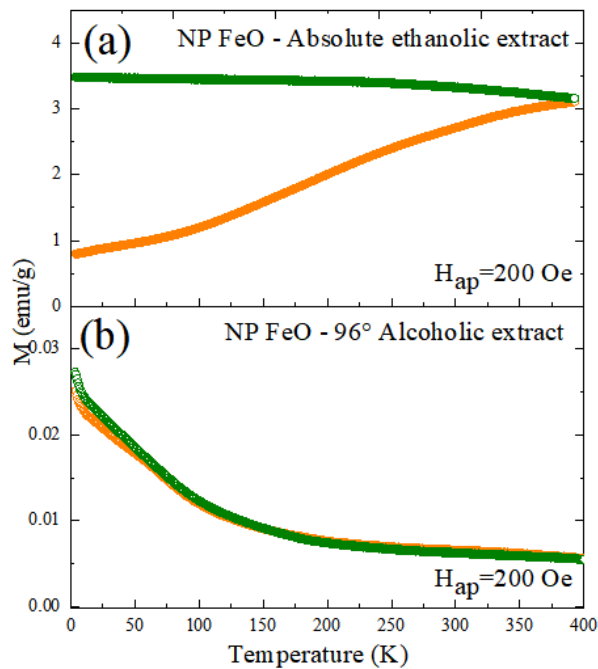 (a)
NP FeO - Absolute ethanolic extract
4
3
2
1
0
H_ap=200 Oe
M (emu/g)
(b)
NP FeO - 96° Alcoholic extract
0.03
0.02
0.01
0.00
H_ap=200 Oe
0 50 100 150 200 250 300 350 400
Temperature (K)